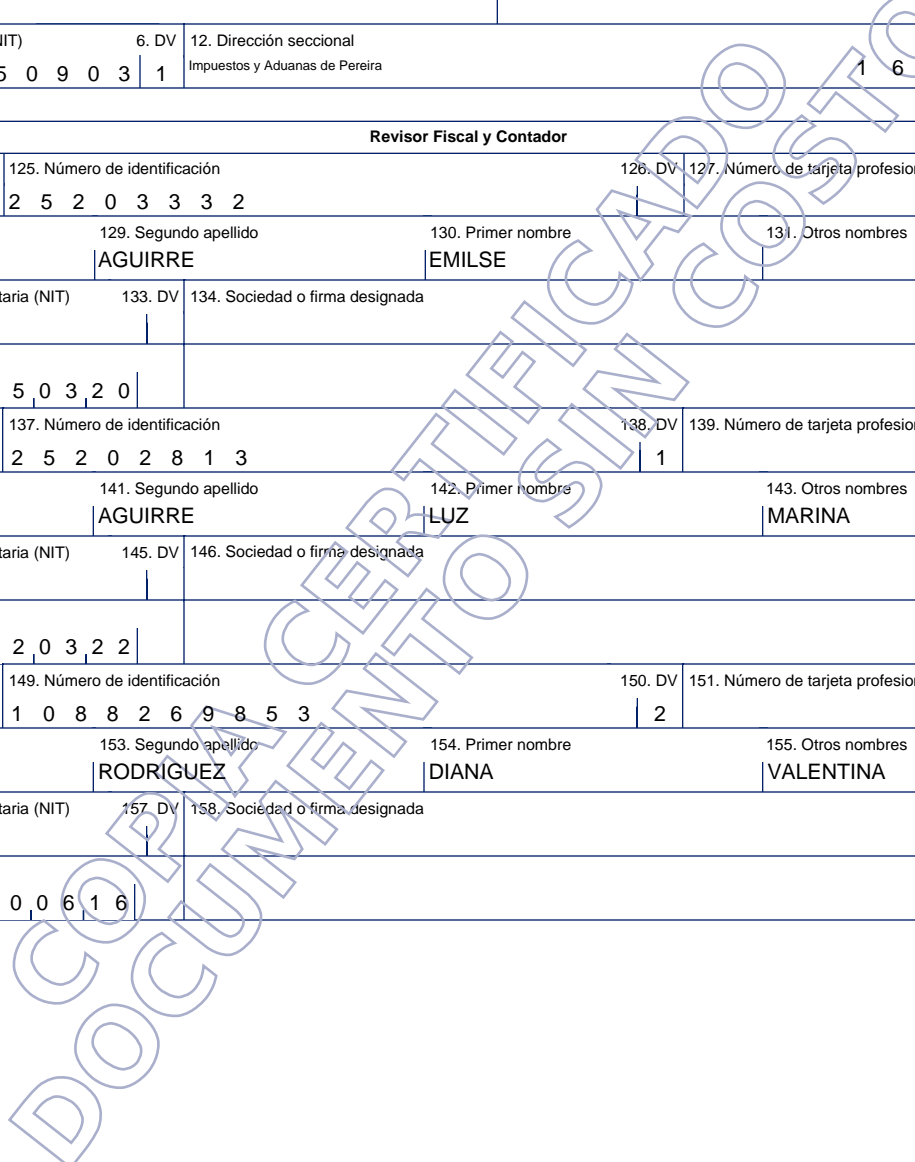 NIT) 6. DV 12. Dirección seccional
5 0 9 0 3 1 Impuestos y Aduanas de Pereira 1 6
Revisor Fiscal y Contador
125. Número de identificación 126. DV 127. Número de tarjeta profesion
2 5 2 0 3 3 3 2
129. Segundo apellido 130. Primer nombre 131. Otros nombres
AGUIRRE EMILSE
taria (NIT) 133. DV 134. Sociedad o firma designada
5 0 3 2 0
137. Número de identificación 138. DV 139. Número de tarjeta profesion
2 5 2 0 2 8 1 3 1
141. Segundo apellido 142. Primer nombre 143. Otros nombres
AGUIRRE LUZ MARINA
taria (NIT) 145. DV 146. Sociedad o firma designada
2 0 3 2 2
149. Número de identificación 150. DV 151. Número de tarjeta profesion
1 0 8 8 2 6 9 8 5 3 2
153. Segundo apellido 154. Primer nombre 155. Otros nombres
RODRIGUEZ DIANA VALENTINA
taria (NIT) 157. DV 158. Sociedad o firma designada
0 0 6 1 6
COPIA CERTIFICADO
DOCUMENTO SIN COSTO